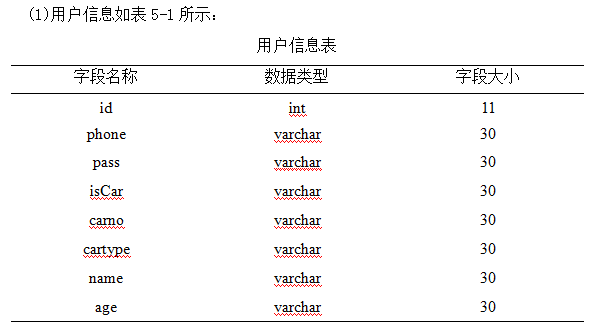 (1)用户信息如表5-1所示：
用户信息表
字段名称 数据类型 字段大小
id int 11
phone varchar 30
pass varchar 30
isCar varchar 30
carno varchar 30
cartype varchar 30
name varchar 30
age varchar 30